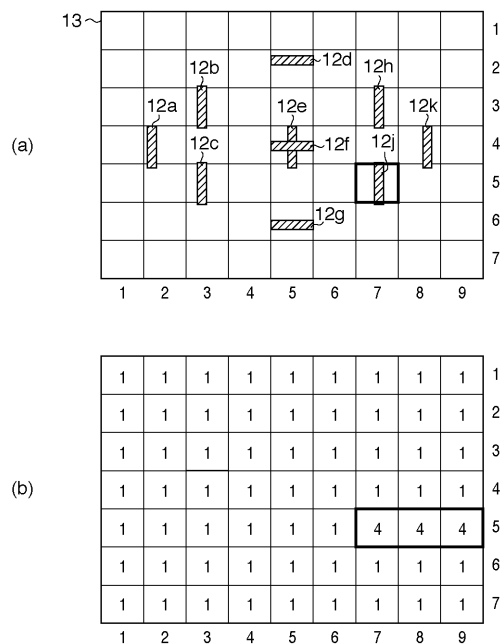 13
1
12d
2
12b
12h
12a
12e
12k
3
(a)
12f
4
12c
12j
5
12g
6
7
1 2 3 4 5 6 7 8 9
1 1 1 1 1 1 1 1 1 1
1 1 1 1 1 1 1 1 1 2
1 1 1 1 1 1 1 1 1 3
(b)
1 1 1 1 1 1 1 1 1 4
1 1 1 1 1 1 4 4 4 5
1 1 1 1 1 1 1 1 1 6
1 1 1 1 1 1 1 1 1 7
1 2 3 4 5 6 7 8 9